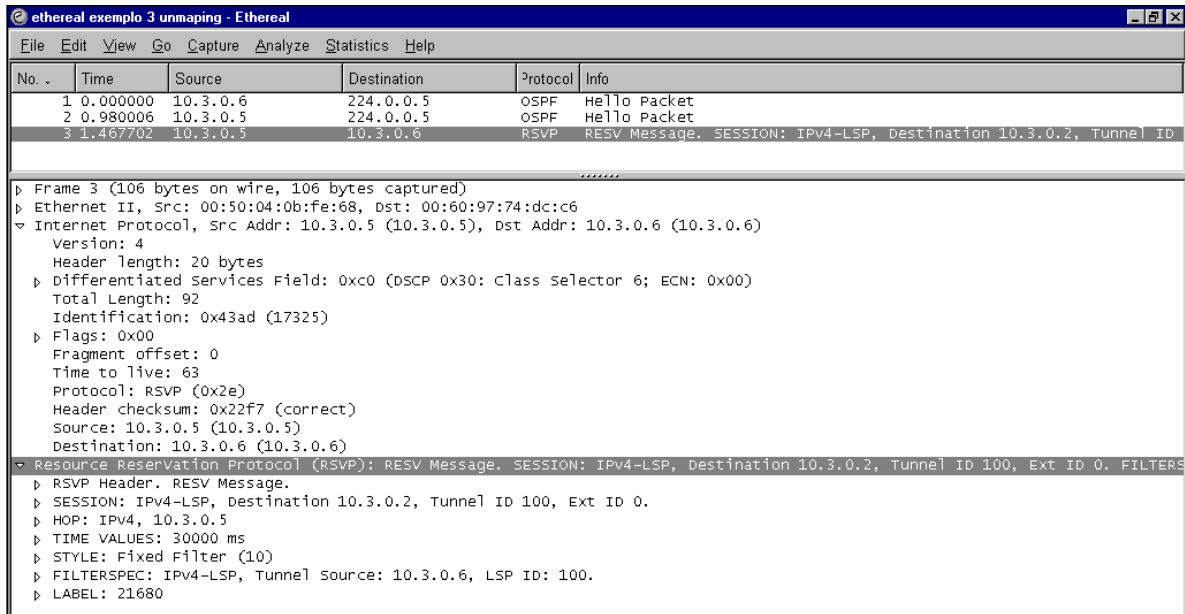 ethereal exemplo 3 unmaping - Ethereal
File Edit View Go Capture Analyze Statistics Help
No. . Time Source Destination Protocol Info
1 0.000000 10.3.0.6 224.0.0.5 OSPF Hello Packet
2 0.980006 10.3.0.5 224.0.0.5 OSPF Hello Packet
3 1.467702 10.3.0.5 10.3.0.6 RSVP RESV Message. SESSION: IPv4-LSP, Destination 10.3.0.2, Tunnel ID
Frame 3 (106 bytes on wire, 106 bytes captured)
Ethernet II, Src: 00:50:04:0b:fe:68, Dst: 00:60:97:74:dc:c6
Internet Protocol, Src Addr: 10.3.0.5 (10.3.0.5), Dst Addr: 10.3.0.6 (10.3.0.6)
Version: 4
Header length: 20 bytes
Differentiated Services Field: 0xc0 (DSCP 0x30: Class Selector 6; ECN: 0x00)
Total Length: 92
Identification: 0x43ad (17325)
Flags: 0x00
Fragment offset: 0
Time to live: 63
Protocol: RSVP (0x2e)
Header checksum: 0x22f7 (correct)
Source: 10.3.0.5 (10.3.0.5)
Destination: 10.3.0.6 (10.3.0.6)
Resource ReserVation Protocol (RSVP): RESV Message. SESSION: IPv4-LSP, Destination 10.3.0.2, Tunnel ID 100, Ext ID 0. FILTERS
RSVP Header. RESV Message.
SESSION: IPv4-LSP, Destination 10.3.0.2, Tunnel ID 100, Ext ID 0.
HOP: IPv4, 10.3.0.5
TIME VALUES: 30000 ms
STYLE: Fixed Filter (10)
FILTERSPEC: IPv4-LSP, Tunnel Source: 10.3.0.6, LSP ID: 100.
LABEL: 21680